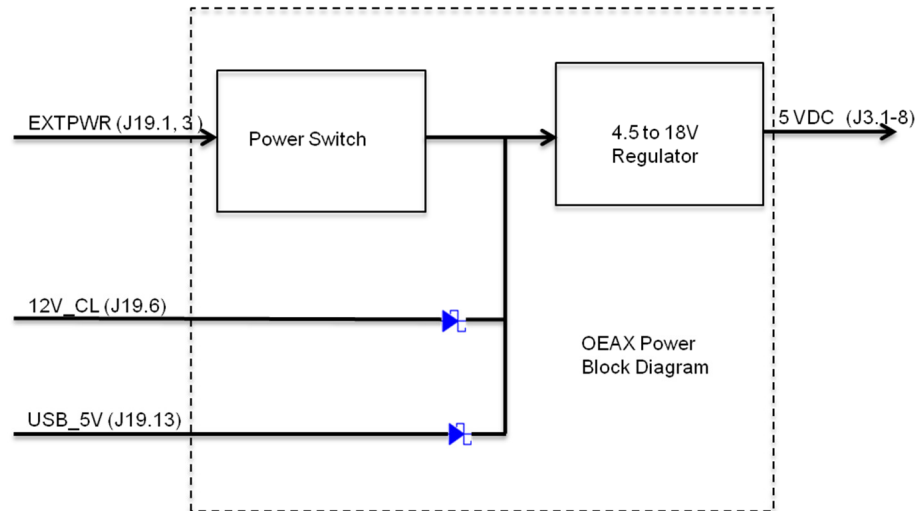 EXTPWR (J19.1, 3 )
Power Switch
4.5 to 18V
Regulator
5 VDC (J3.1-8)
12V_CL (J19.6)
OEAX Power
Block Diagram
USB_5V (J19.13)